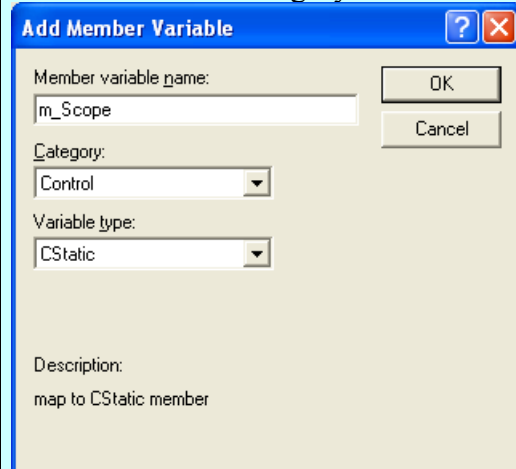 Add Member Variable
Member variable name:
m_Scope
OK
Cancel
Category:
Control
Variable type:
CStatic
Description:
map to CStatic member